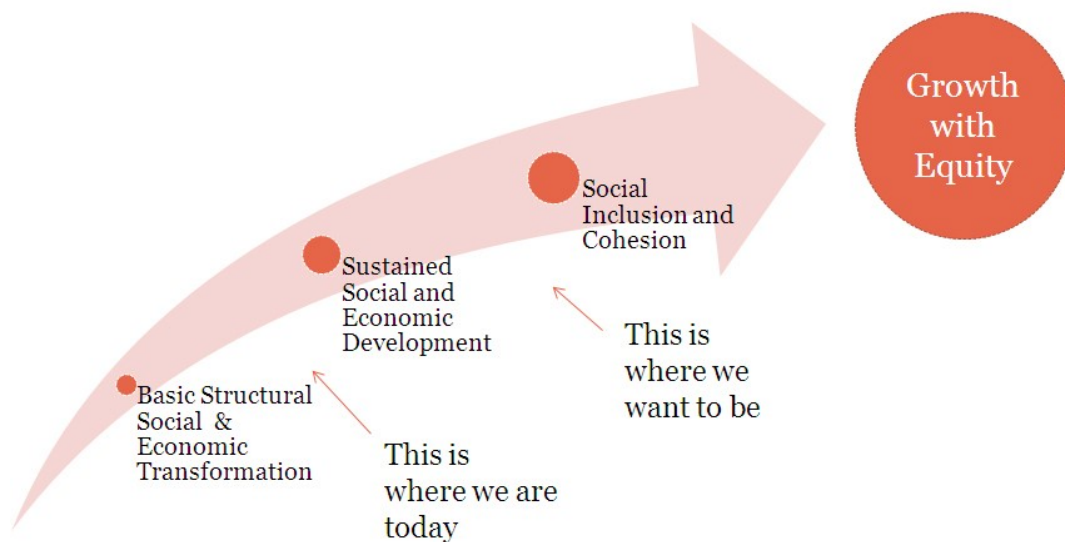 Growth
with
Equity
Social
Inclusion and
Cohesion
Sustained
Social and
Economic
Development
This is
where we
want to be
Basic Structural
Social &
Economic
Transformation
This is
where we are
today